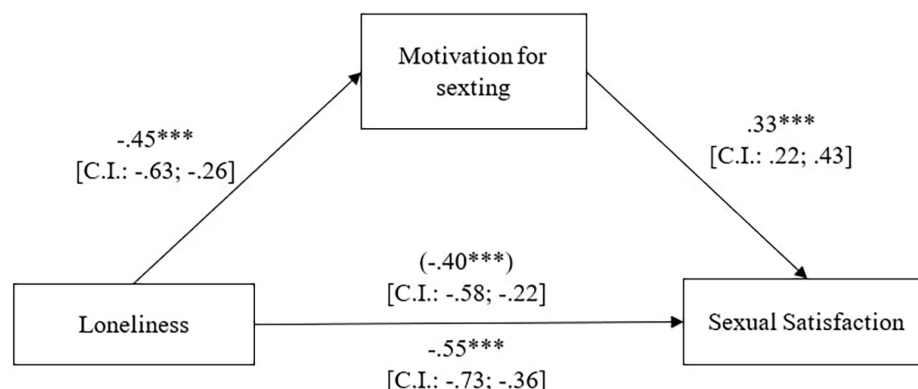 Motivation for
sexting
-.45***
[C.I.: -.63; -.26]
.33***
[C.I.: .22; .43]
(-.40***)
[C.I.: -.58; -.22]
Loneliness
Sexual Satisfaction
-.55***
[C.I.: -.73; -.36]